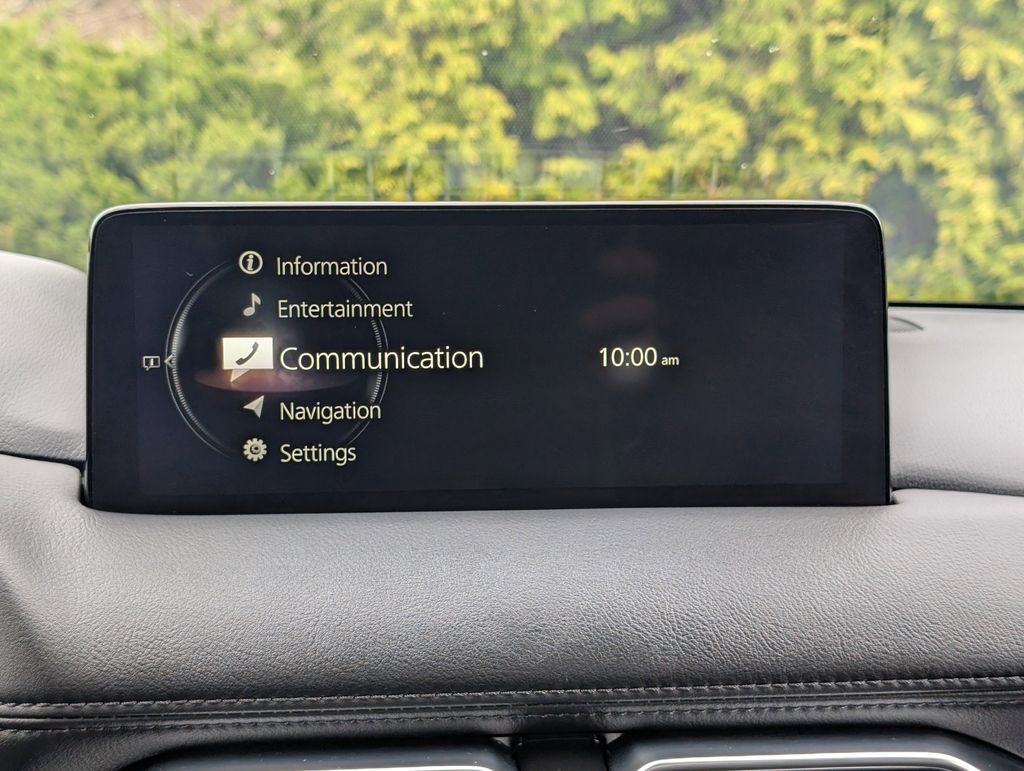 Information
Entertainment
Communication
10:00 am
Navigation
Settings